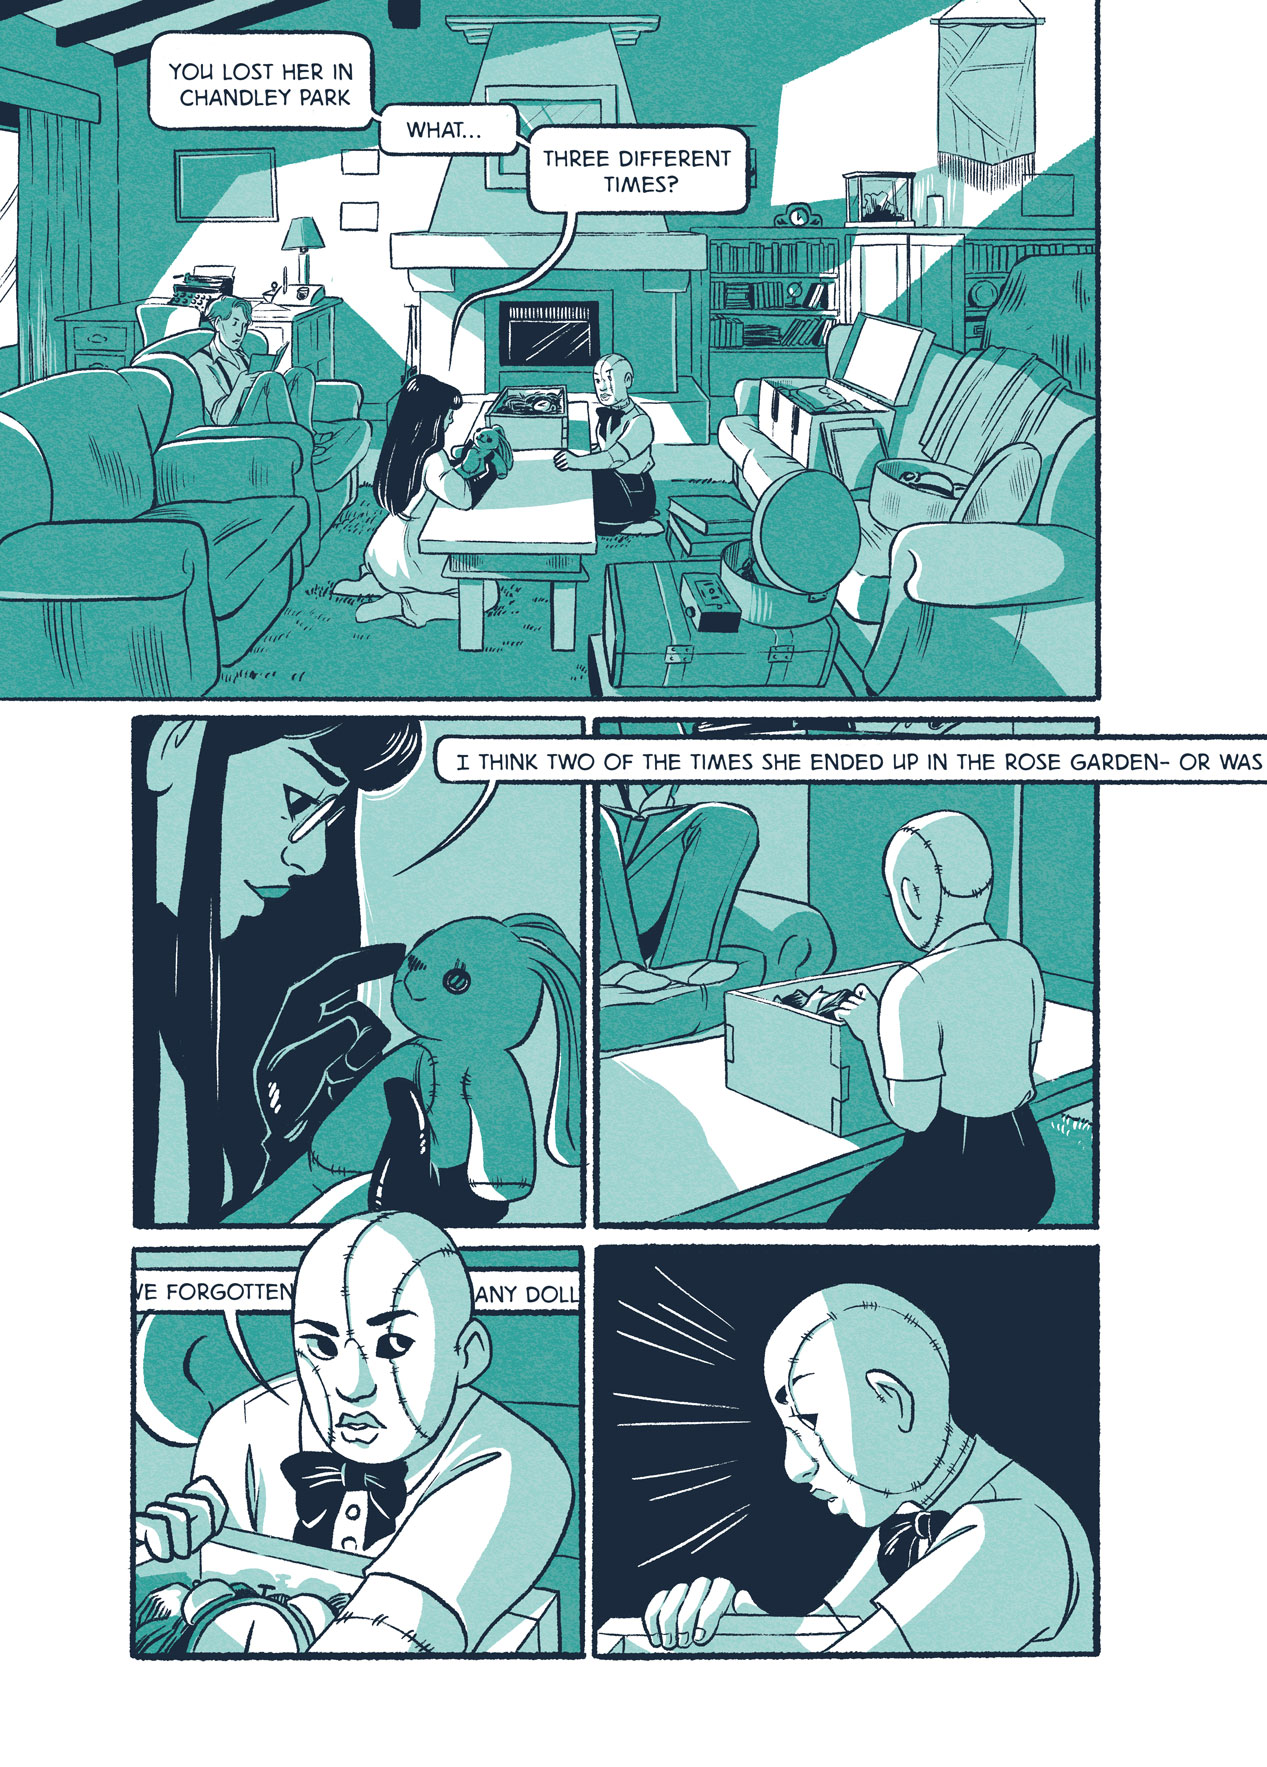 YOU LOST HER IN
CHANDLEY PARK
WHAT...
THREE DIFFERENT
TIMES?
I THINK TWO OF THE TIMES SHE ENDED UP IN THE ROSE GARDEN- OR WAS
VE FORGOTTEN ANY DOLL